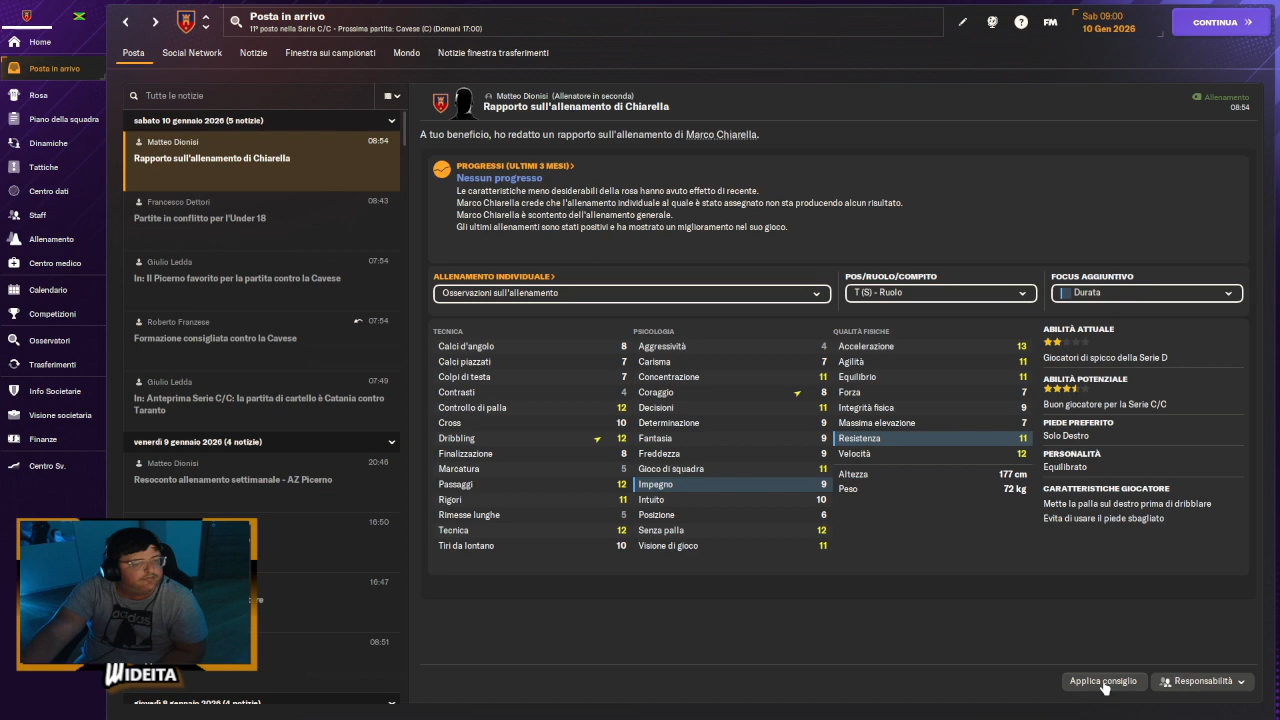 Posta in arrivo
11º posto nella Serie C/C - Prossima partita: Cavese (C) (Domani 17:00)
FM
Sab 09:00
10 Gen 2026
CONTINUA
Home
Posta in arrivo
Rosa
Piano della squadra
Dinamiche
Tattiche
Centro dati
Staff
Allenamento
Centro medico
Calendario
Competizioni
Osservatori
Trasferimenti
Info Societarie
Visione societaria
Finanze
Centro Sv.
Posta
Social Network
Notizie
Finestra sui campionati
Mondo
Notizie finestra trasferimenti
Tutte le notizie
sabato 10 gennaio 2026 (5 notizie)
Matteo Dionisi 08:54
Rapporto sull'allenamento di Chiarella
Francesco Dettori 08:43
Partite in conflitto per l'Under 18
Giulio Ledda 07:54
In: Il Picerno favorito per la partita contro la Cavese
Roberto Franzese 07:54
Formazione consigliata contro la Cavese
Giulio Ledda 07:49
In: Anteprima Serie C/C: la partita di cartello è Catania contro
Taranto
venerdì 9 gennaio 2026 (4 notizie)
Matteo Dionisi 20:46
Resoconto allenamento settimanale - AZ Picerno
16:50
16:47
08:51
giovedì 8 gennaio 2026 (4 notizie)
adidas
WIDEITA
Matteo Dionisi (Allenatore in seconda)
Rapporto sull'allenamento di Chiarella
Allenamento
08:54
A tuo beneficio, ho redatto un rapporto sull'allenamento di Marco Chiarella.
PROGRESSI (ULTIMI 3 MESI)>
Nessun progresso
Le caratteristiche meno desiderabili della rosa hanno avuto effetto di recente.
Marco Chiarella crede che l'allenamento individuale al quale è stato assegnato non sta producendo alcun risultato.
Marco Chiarella è scontento dell'allenamento generale.
Gli ultimi allenamenti sono stati positivi e ha mostrato un miglioramento nel suo gioco.
ALLENAMENTO INDIVIDUALE>
Osservazioni sull'allenamento
POS/RUOLO/COMPITO
T (S) - Ruolo
FOCUS AGGIUNTIVO
Durata
TECNICA
Calci d'angolo 8
Calci piazzati 7
Colpi di testa 7
Contrasti 4
Controllo di palla 12
Cross 10
Dribbling 12
Finalizzazione 8
Marcatura 5
Passaggi 12
Rigori 11
Rimesse lunghe 5
Tecnica 12
Tiri da lontano 10
PSICOLOGIA
Aggressività 4
Carisma 7
Concentrazione 11
Coraggio 8
Decisioni 11
Determinazione 9
Fantasia 9
Freddezza 9
Gioco di squadra 11
Impegno 9
Intuito 10
Posizione 6
Senza palla 12
Visione di gioco 11
QUALITÀ FISICHE
Accelerazione 13
Agilità 11
Equilibrio 11
Forza 7
Integrità fisica 9
Massima elevazione 7
Resistenza 11
Velocità 12
Altezza 177 cm
Peso 72 kg
ABILITÀ ATTUALE
Giocatori di spicco della Serie D
ABILITÀ POTENZIALE
Buon giocatore per la Serie C/C
PIEDE PREFERITO
Solo Destro
PERSONALITÀ
Equilibrato
CARATTERISTICHE GIOCATORE
Mette la palla sul destro prima di dribblare
Evita di usare il piede sbagliato
Applica consiglio
Responsabilità